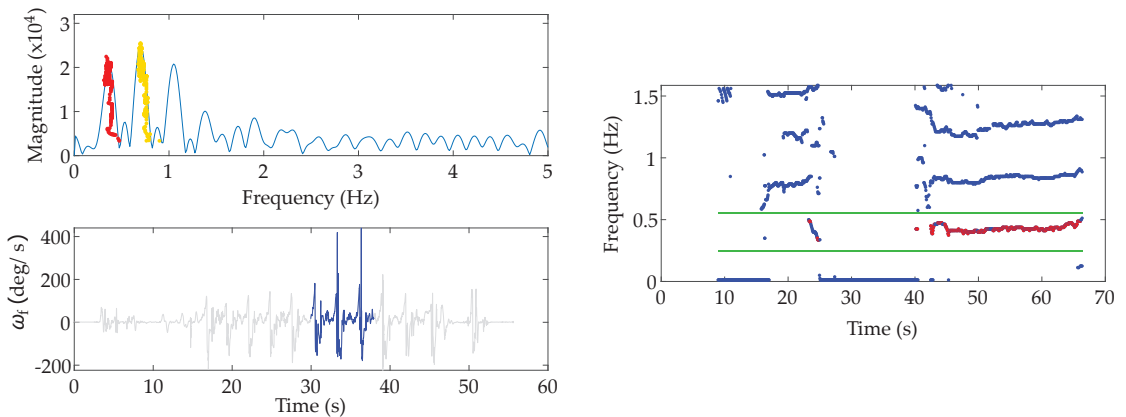 Magnitude (x10⁴)
3
2
1
0
0 1 2 3 4 5
Frequency (Hz)
ω_f (deg/ s)
400
200
0
-200
0 10 20 30 40 50 60
Time (s)
Frequency (Hz)
1.5
1
0.5
0
0 10 20 30 40 50 60 70
Time (s)